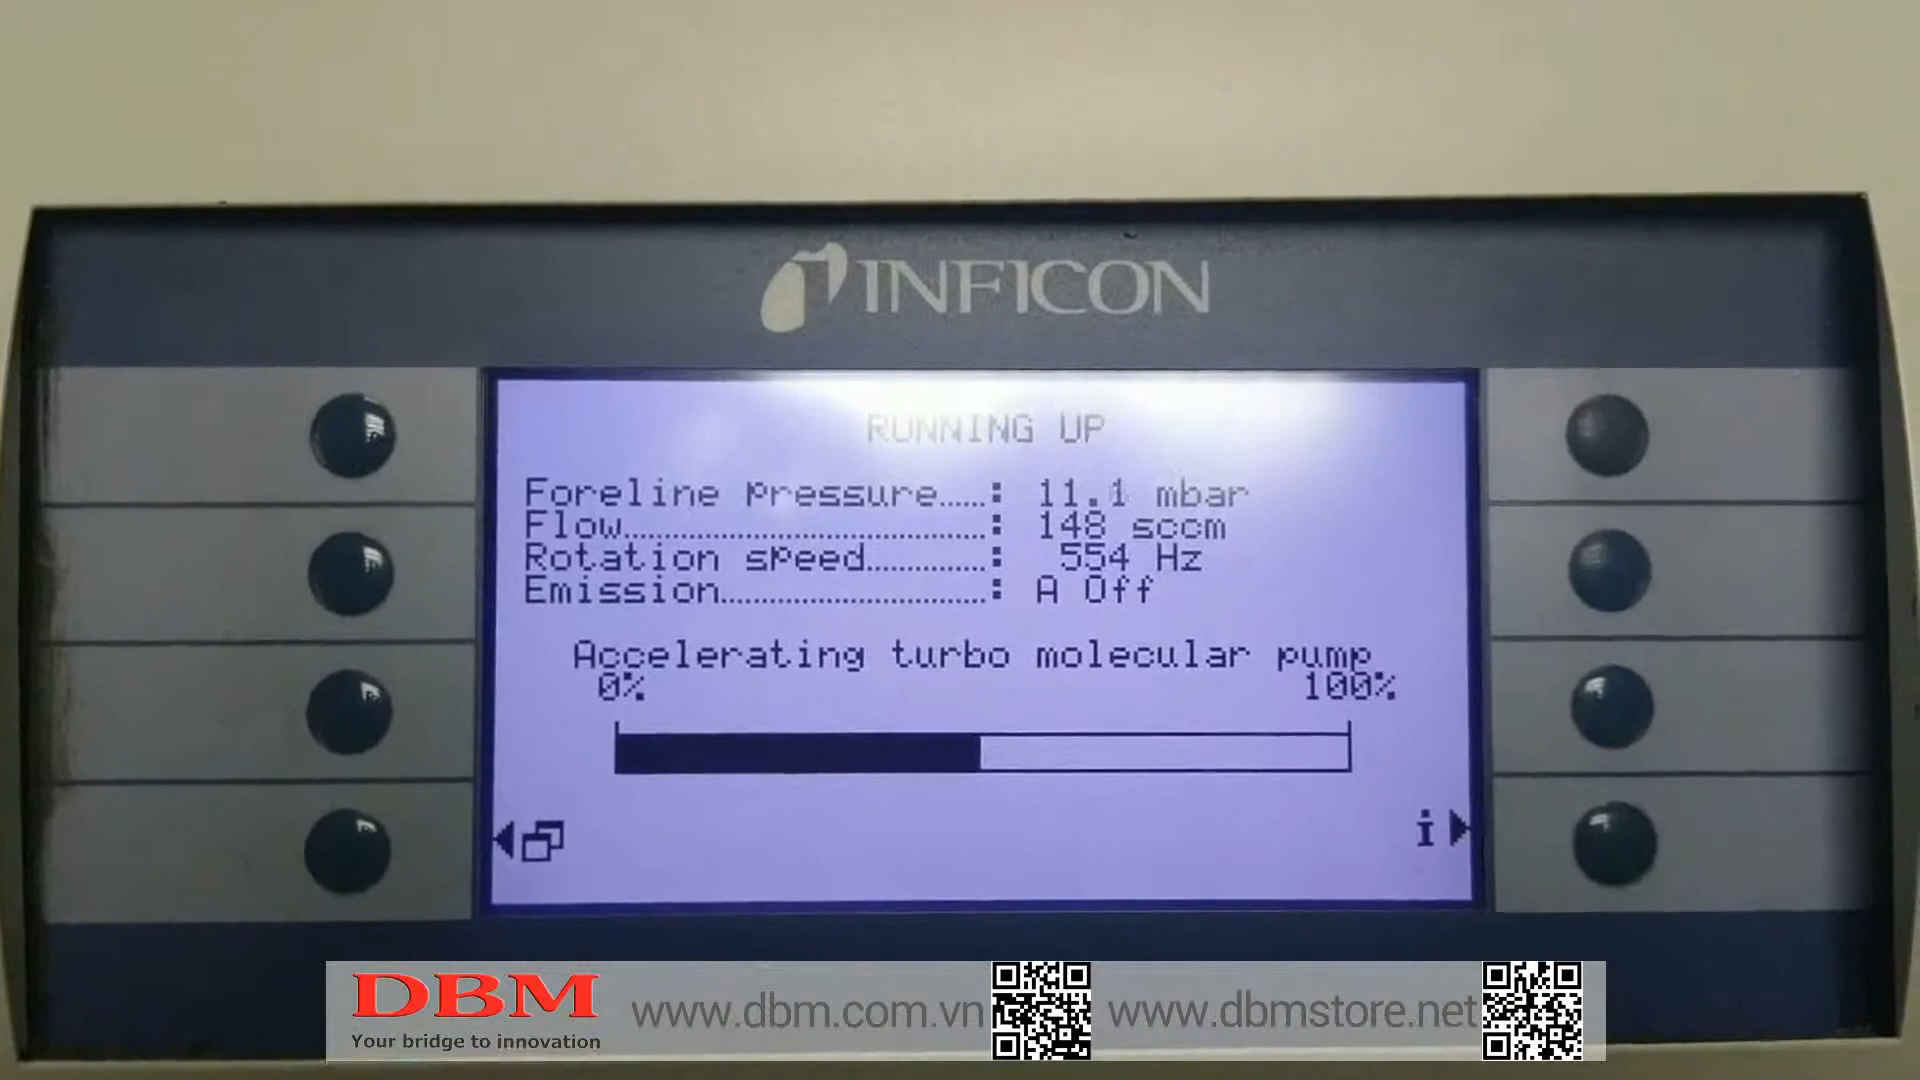 INFICON
RUNNING UP
Foreline pressure.....: 11.1 mbar
Flow..............................: 148 sccm
Rotation speed..........: 554 Hz
Emission......................: A Off
Accelerating turbo molecular pump
0% 100%
i
DBM
Your bridge to innovation
www.dbm.com.vn
www.dbmstore.net